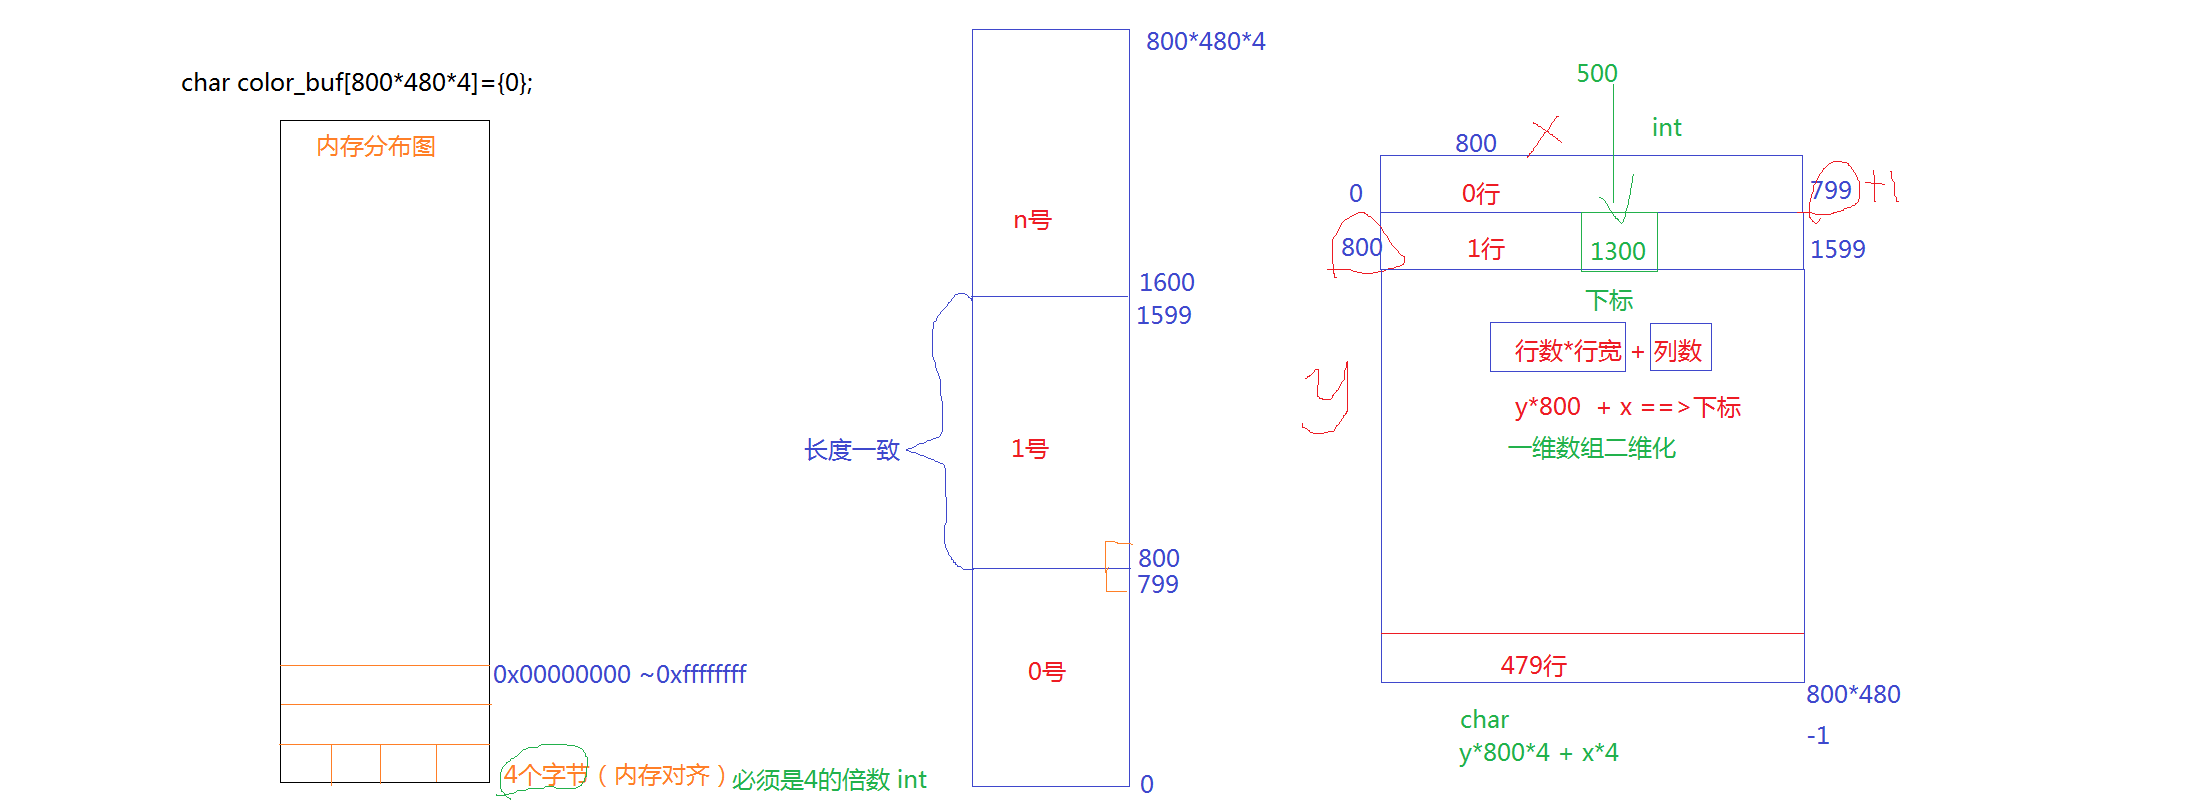 char color_buf[800*480*4]={0};
内存分布图
0x00000000 ~0xffffffff
4个字节（内存对齐）必须是4的倍数 int
800*480*4
n号
1600
1599
长度一致
1号
800
799
0号
0
500
int
800 X
0 0行 799 +1
800 1行 1300 1599
下标
行数*行宽 + 列数
y
y*800 + x ==>下标
一维数组二维化
479行
800*480
-1
char
y*800*4 + x*4